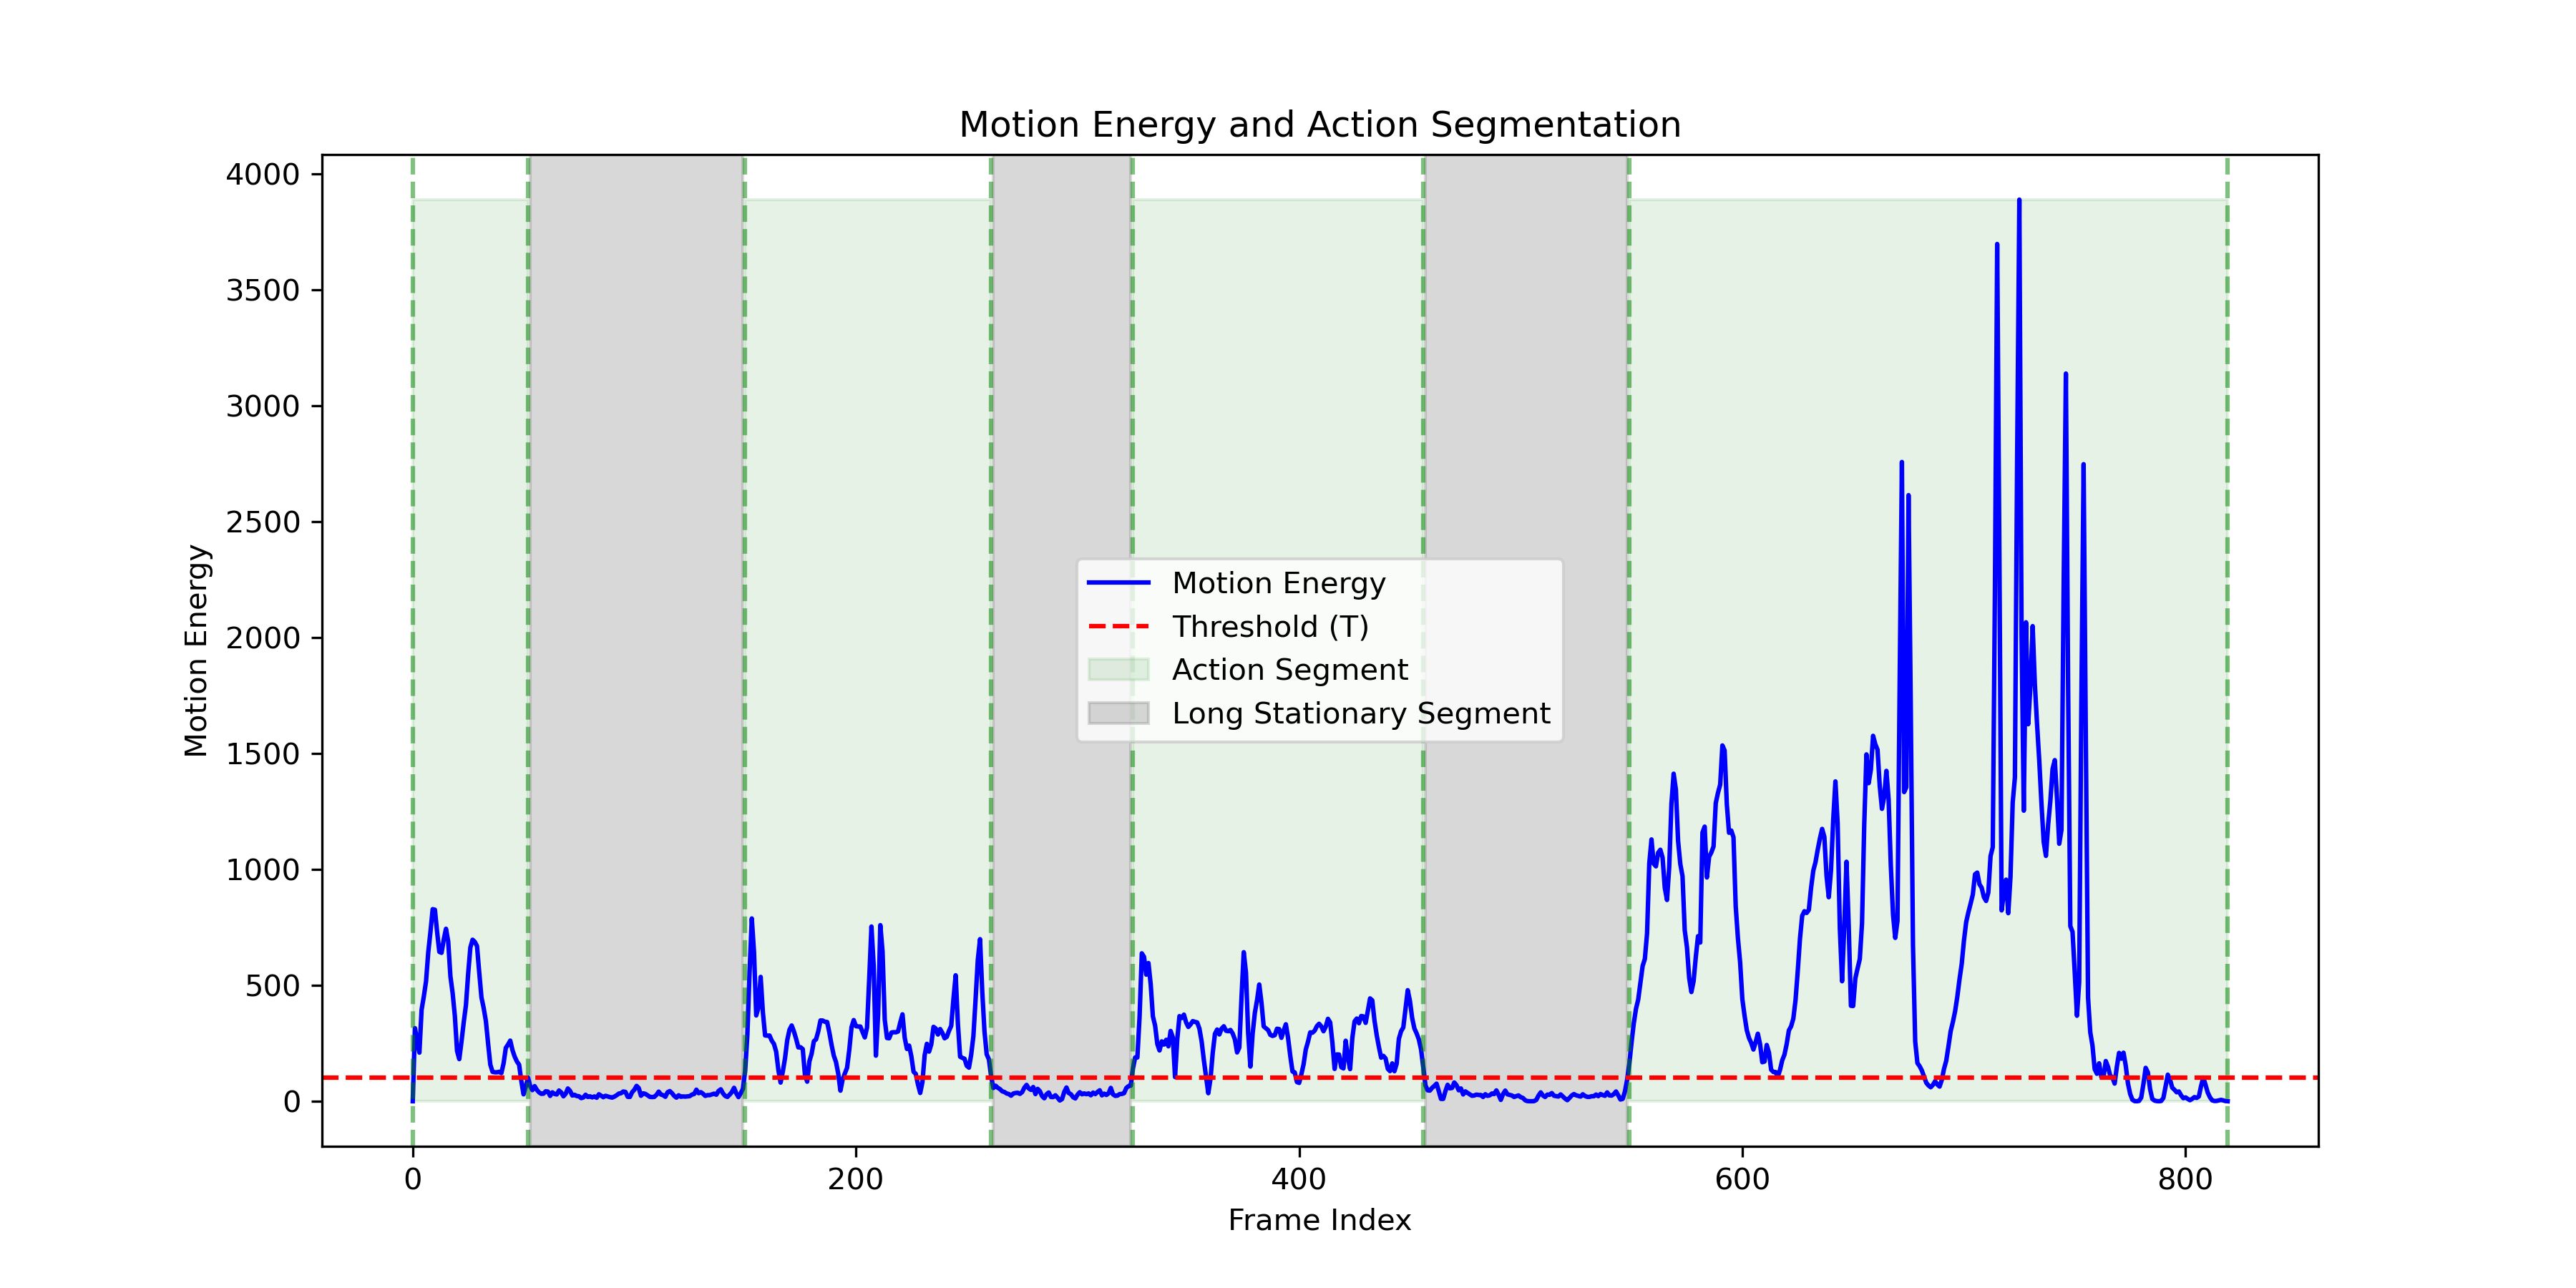 Motion Energy and Action Segmentation
4000
3500
3000
2500
2000
1500
1000
500
0
Motion Energy
Motion Energy
Threshold (T)
Action Segment
Long Stationary Segment
0 200 400 600 800
Frame Index